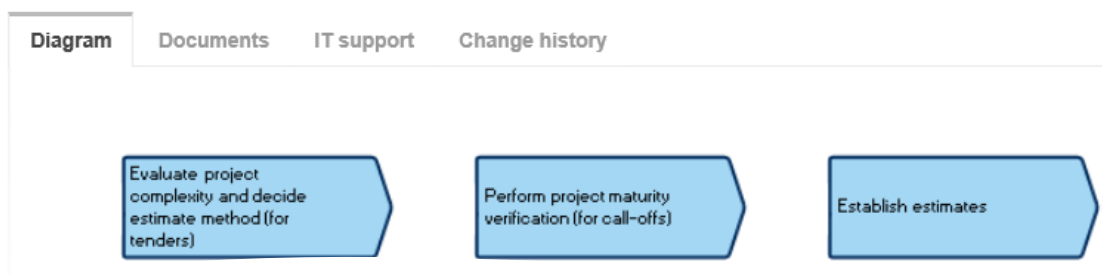 Diagram Documents IT support Change history
Evaluate project
complexity and decide
estimate method (for
tenders)
Perform project maturity
verification (for call-offs)
Establish estimates